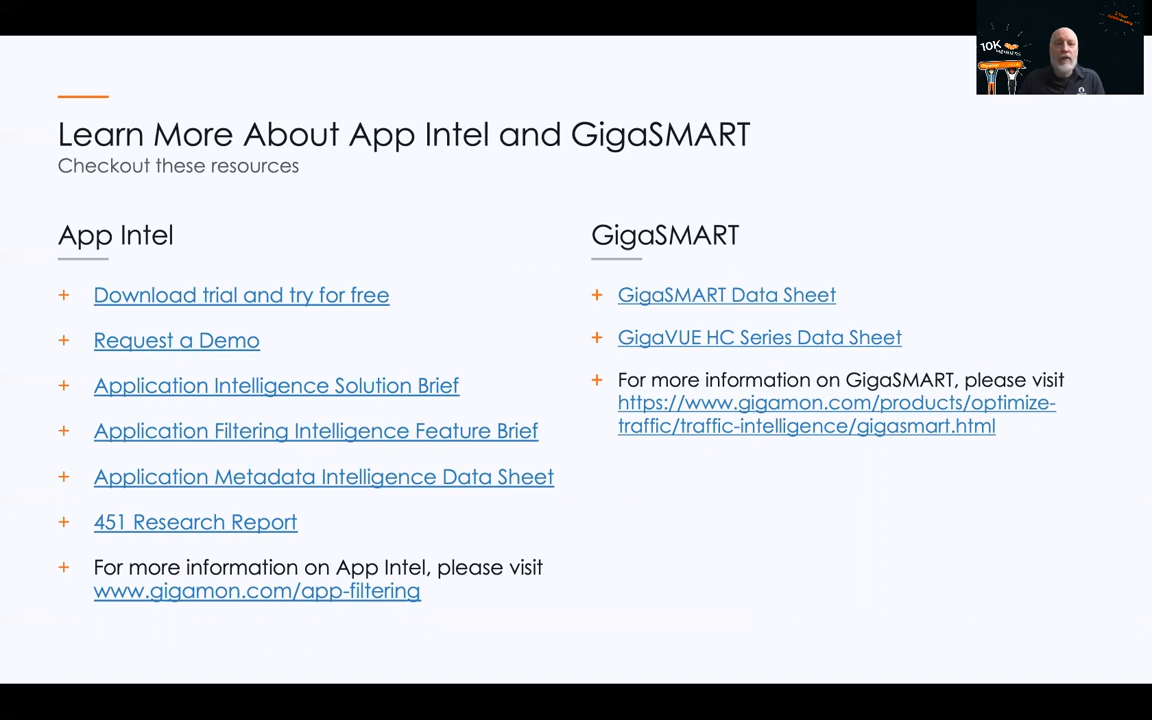 10K
Learn More About App Intel and GigaSMART
Checkout these resources
App Intel
+ Download trial and try for free
+ Request a Demo
+ Application Intelligence Solution Brief
+ Application Filtering Intelligence Feature Brief
+ Application Metadata Intelligence Data Sheet
+ 451 Research Report
+ For more information on App Intel, please visit
www.gigamon.com/app-filtering
GigaSMART
+ GigaSMART Data Sheet
+ GigaVUE HC Series Data Sheet
+ For more information on GigaSMART, please visit
https://www.gigamon.com/products/optimize-
traffic/traffic-intelligence/gigasmart.html